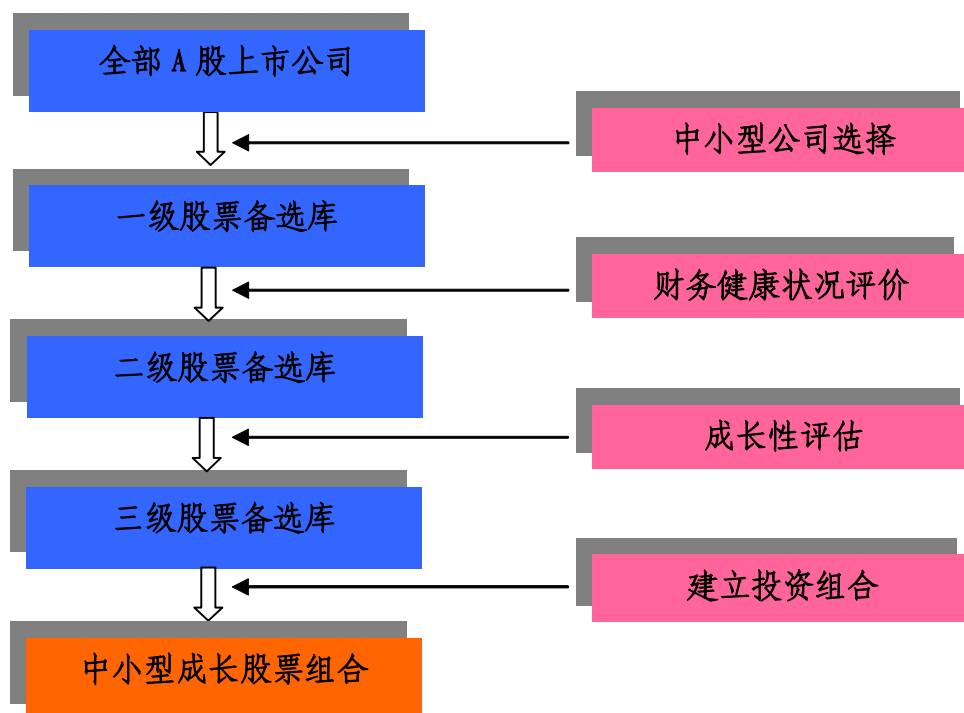 全部 A 股上市公司
中小型公司选择
一级股票备选库
财务健康状况评价
二级股票备选库
成长性评估
三级股票备选库
建立投资组合
中小型成长股票组合